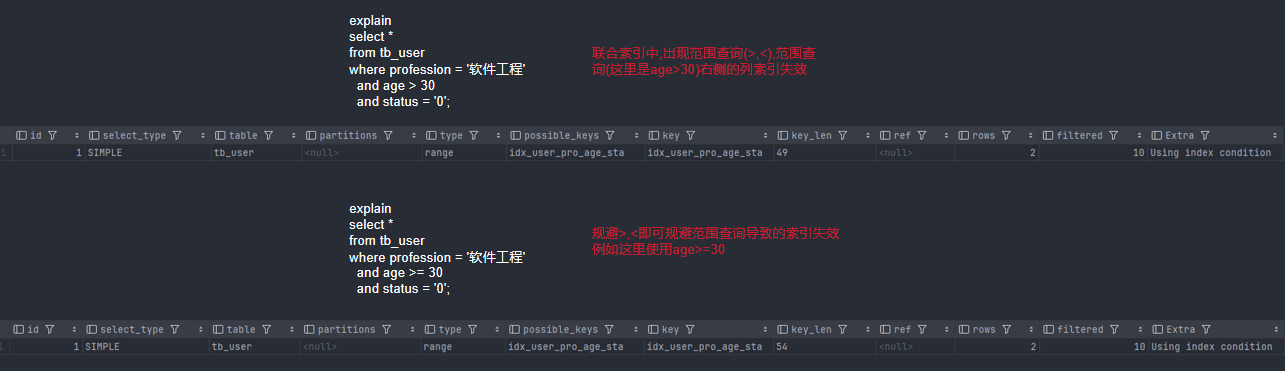 explain
select *
from tb_user
where profession = '软件工程'
and age > 30
and status = '0';
联合索引中,出现范围查询(>,<),范围查
询(这里是age>30)右侧的列索引失效
id select_type table partitions type possible_keys key key_len ref rows filtered Extra
1 1 SIMPLE tb_user <null> range idx_user_pro_age_sta idx_user_pro_age_sta 49 <null> 2 10 Using index condition
explain
select *
from tb_user
where profession = '软件工程'
and age >= 30
and status = '0';
规避>,<即可规避范围查询导致的索引失效
例如这里使用age>=30
id select_type table partitions type possible_keys key key_len ref rows filtered Extra
1 1 SIMPLE tb_user <null> range idx_user_pro_age_sta idx_user_pro_age_sta 54 <null> 2 10 Using index condition